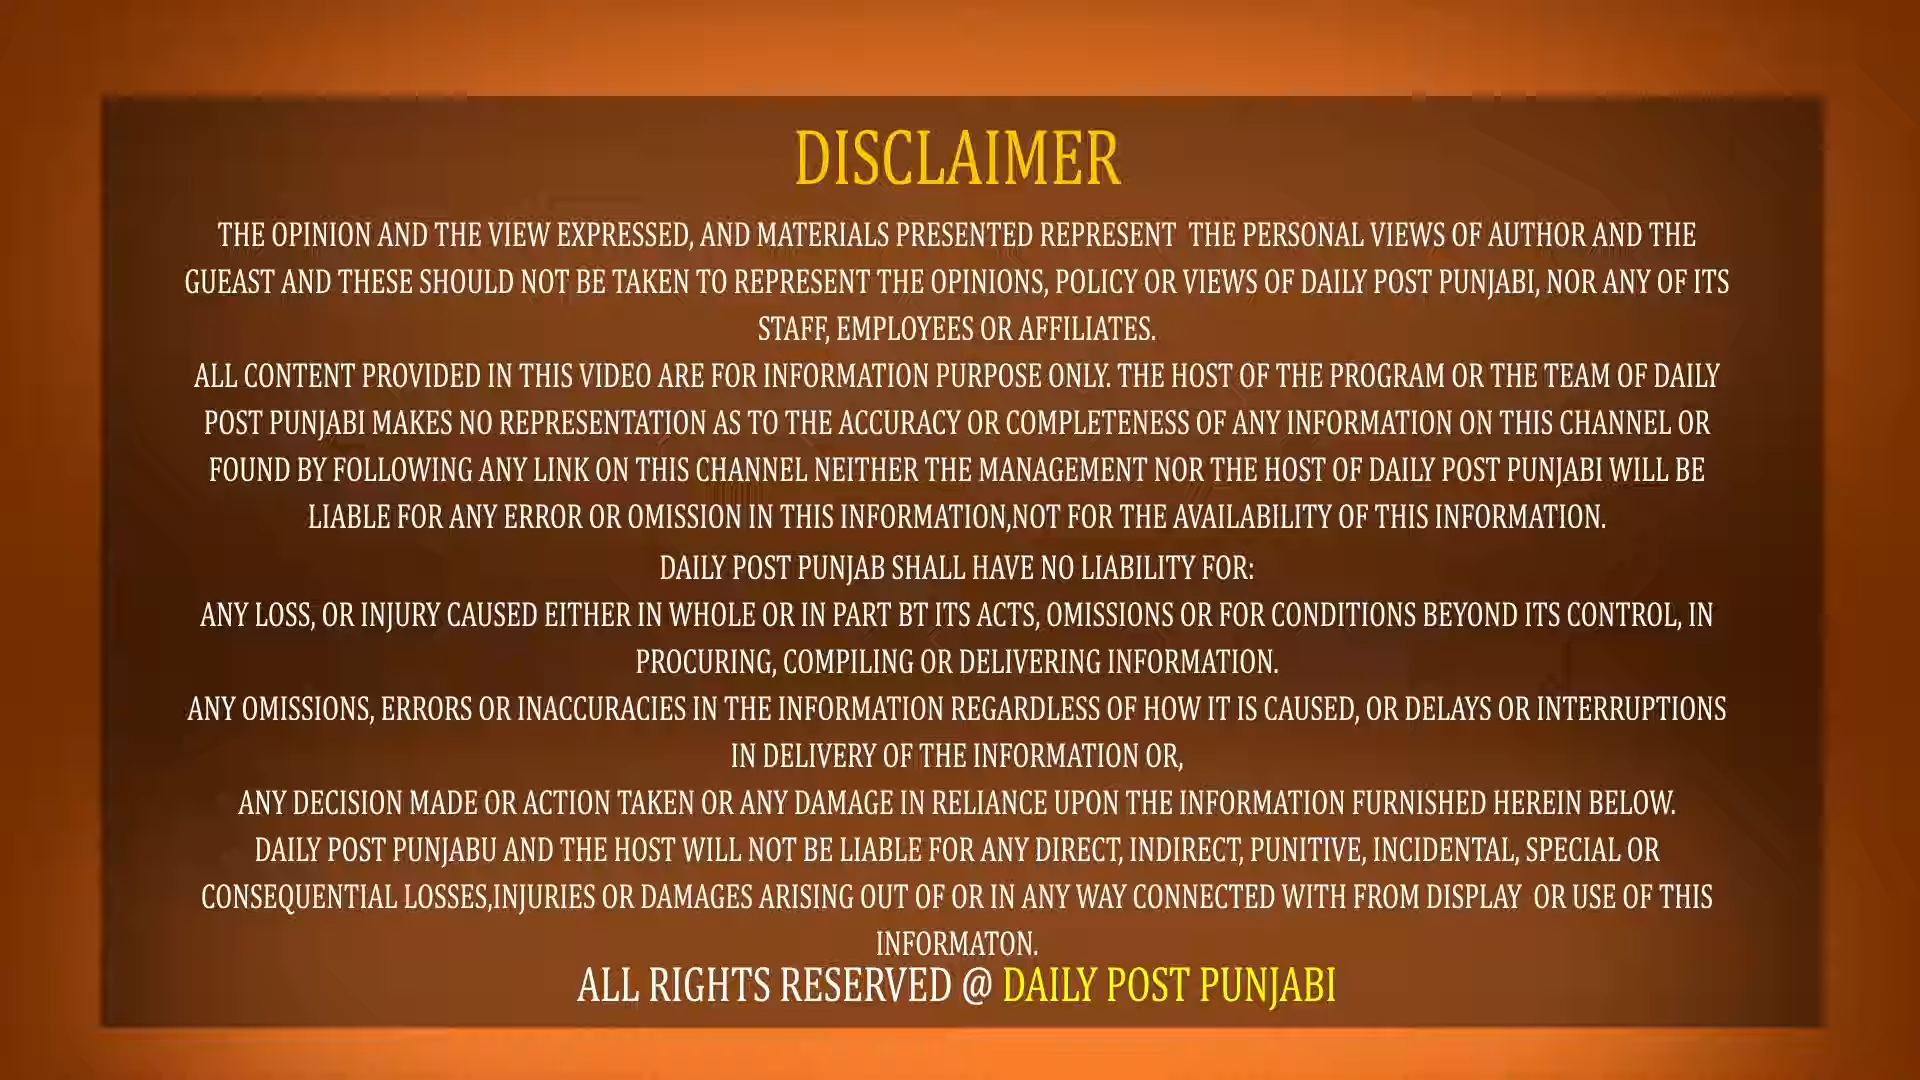 DISCLAIMER
THE OPINION AND THE VIEW EXPRESSED, AND MATERIALS PRESENTED REPRESENT THE PERSONAL VIEWS OF AUTHOR AND THE
GUEAST AND THESE SHOULD NOT BE TAKEN TO REPRESENT THE OPINIONS, POLICY OR VIEWS OF DAILY POST PUNJABI, NOR ANY OF ITS
STAFF, EMPLOYEES OR AFFILIATES.
ALL CONTENT PROVIDED IN THIS VIDEO ARE FOR INFORMATION PURPOSE ONLY. THE HOST OF THE PROGRAM OR THE TEAM OF DAILY
POST PUNJABI MAKES NO REPRESENTATION AS TO THE ACCURACY OR COMPLETENESS OF ANY INFORMATION ON THIS CHANNEL OR
FOUND BY FOLLOWING ANY LINK ON THIS CHANNEL NEITHER THE MANAGEMENT NOR THE HOST OF DAILY POST PUNJABI WILL BE
LIABLE FOR ANY ERROR OR OMISSION IN THIS INFORMATION,NOT FOR THE AVAILABILITY OF THIS INFORMATION.
DAILY POST PUNJAB SHALL HAVE NO LIABILITY FOR:
ANY LOSS, OR INJURY CAUSED EITHER IN WHOLE OR IN PART BT ITS ACTS, OMISSIONS OR FOR CONDITIONS BEYOND ITS CONTROL, IN
PROCURING, COMPILING OR DELIVERING INFORMATION.
ANY OMISSIONS, ERRORS OR INACCURACIES IN THE INFORMATION REGARDLESS OF HOW IT IS CAUSED, OR DELAYS OR INTERRUPTIONS
IN DELIVERY OF THE INFORMATION OR,
ANY DECISION MADE OR ACTION TAKEN OR ANY DAMAGE IN RELIANCE UPON THE INFORMATION FURNISHED HEREIN BELOW.
DAILY POST PUNJABU AND THE HOST WILL NOT BE LIABLE FOR ANY DIRECT, INDIRECT, PUNITIVE, INCIDENTAL, SPECIAL OR
CONSEQUENTIAL LOSSES,INJURIES OR DAMAGES ARISING OUT OF OR IN ANY WAY CONNECTED WITH FROM DISPLAY OR USE OF THIS
INFORMATON.
ALL RIGHTS RESERVED @ DAILY POST PUNJABI